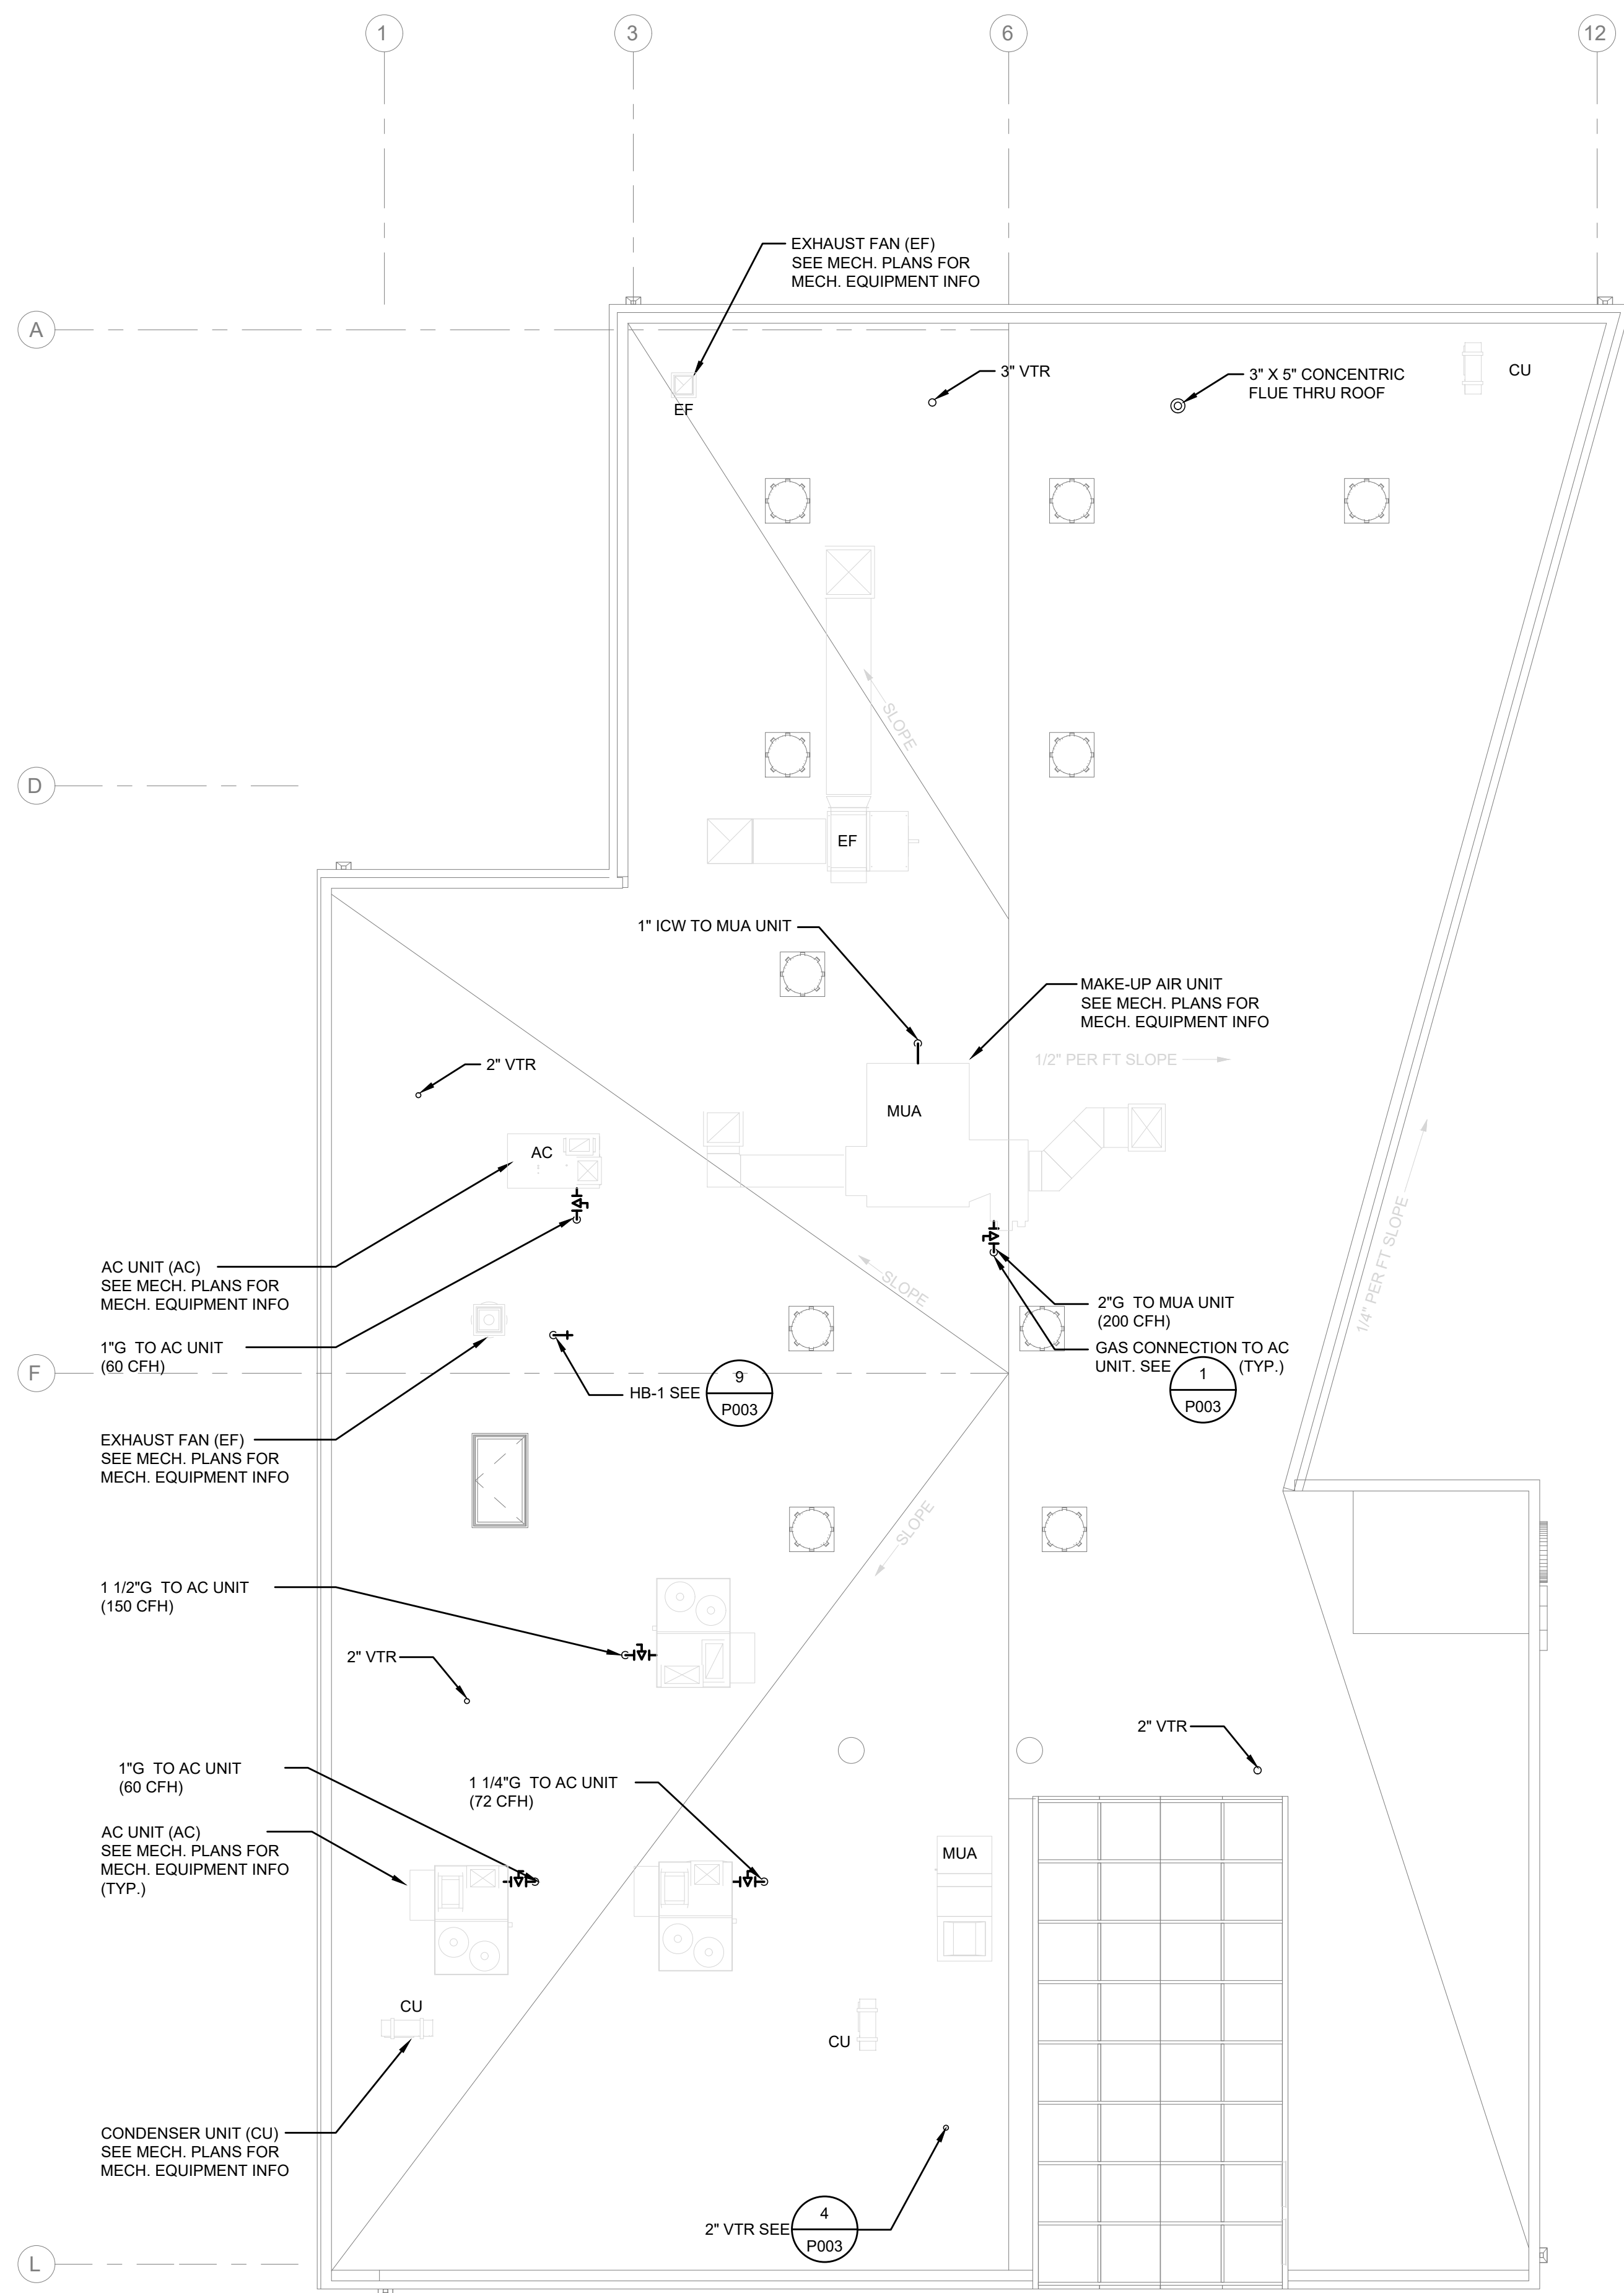 1
3
6
12
EXHAUST FAN (EF)
SEE MECH. PLANS FOR
MECH. EQUIPMENT INFO
A
3" VTR
3" X 5" CONCENTRIC
FLUE THRU ROOF
CU
EF
SLOPE
D
EF
1" ICW TO MUA UNIT
MAKE-UP AIR UNIT
SEE MECH. PLANS FOR
MECH. EQUIPMENT INFO
1/2" PER FT SLOPE
2" VTR
MUA
AC
1/4" PER FT SLOPE
AC UNIT (AC)
SEE MECH. PLANS FOR
MECH. EQUIPMENT INFO
SLOPE
2"G TO MUA UNIT
(200 CFH)
1"G TO AC UNIT
(60 CFH)
GAS CONNECTION TO AC
UNIT. SEE (TYP.)
1
P003
F
HB-1 SEE
9
P003
EXHAUST FAN (EF)
SEE MECH. PLANS FOR
MECH. EQUIPMENT INFO
SLOPE
1 1/2"G TO AC UNIT
(150 CFH)
2" VTR
2" VTR
1"G TO AC UNIT
(60 CFH)
1 1/4"G TO AC UNIT
(72 CFH)
AC UNIT (AC)
SEE MECH. PLANS FOR
MECH. EQUIPMENT INFO
(TYP.)
MUA
CU
CU
CONDENSER UNIT (CU)
SEE MECH. PLANS FOR
MECH. EQUIPMENT INFO
2" VTR SEE
4
P003
L